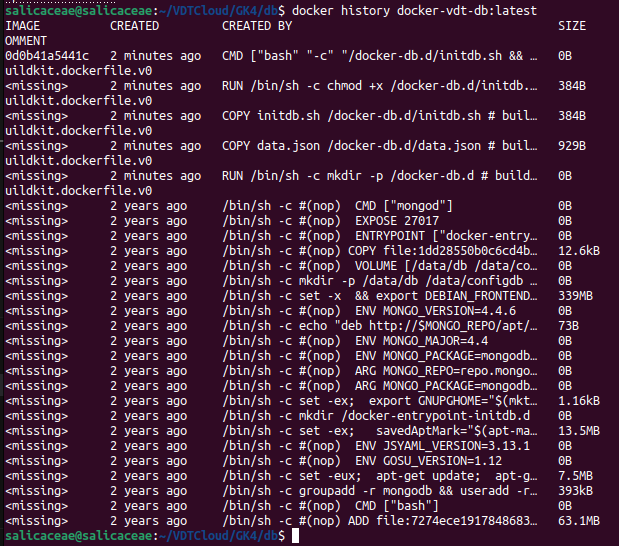 salicaceae@salicaceae:~/VDTCloud/GK4/db$ docker history docker-vdt-db:latest
IMAGE          CREATED         CREATED BY                                      SIZE      C
OMMENT
0d0b41a5441c   2 minutes ago   CMD ["bash" "-c" "/docker-db.d/initdb.sh && …   0B
uildkit.dockerfile.v0
<missing>      2 minutes ago   RUN /bin/sh -c chmod +x /docker-db.d/initdb.…   384B
uildkit.dockerfile.v0
<missing>      2 minutes ago   COPY initdb.sh /docker-db.d/initdb.sh # buil…   384B
uildkit.dockerfile.v0
<missing>      2 minutes ago   COPY data.json /docker-db.d/data.json # buil…   929B
uildkit.dockerfile.v0
<missing>      2 minutes ago   RUN /bin/sh -c mkdir -p /docker-db.d # build…   0B
uildkit.dockerfile.v0
<missing>      2 years ago     /bin/sh -c #(nop)  CMD ["mongod"]               0B
<missing>      2 years ago     /bin/sh -c #(nop)  EXPOSE 27017                 0B
<missing>      2 years ago     /bin/sh -c #(nop)  ENTRYPOINT ["docker-entry…   0B
<missing>      2 years ago     /bin/sh -c #(nop) COPY file:1dd28550b0c6cd4b…   12.6kB
<missing>      2 years ago     /bin/sh -c #(nop)  VOLUME [/data/db /data/co…   0B
<missing>      2 years ago     /bin/sh -c mkdir -p /data/db /data/configdb …   0B
<missing>      2 years ago     /bin/sh -c set -x  && export DEBIAN_FRONTEND…   339MB
<missing>      2 years ago     /bin/sh -c #(nop)  ENV MONGO_VERSION=4.4.6      0B
<missing>      2 years ago     /bin/sh -c echo "deb http://$MONGO_REPO/apt/…   73B
<missing>      2 years ago     /bin/sh -c #(nop)  ENV MONGO_MAJOR=4.4          0B
<missing>      2 years ago     /bin/sh -c #(nop)  ENV MONGO_PACKAGE=mongodb…   0B
<missing>      2 years ago     /bin/sh -c #(nop)  ARG MONGO_REPO=repo.mongo…   0B
<missing>      2 years ago     /bin/sh -c #(nop)  ARG MONGO_PACKAGE=mongodb…   0B
<missing>      2 years ago     /bin/sh -c set -ex;  export GNUPGHOME="$(mkt…   1.16kB
<missing>      2 years ago     /bin/sh -c mkdir /docker-entrypoint-initdb.d    0B
<missing>      2 years ago     /bin/sh -c set -ex;   savedAptMark="$(apt-ma…   13.5MB
<missing>      2 years ago     /bin/sh -c #(nop)  ENV JSYAML_VERSION=3.13.1    0B
<missing>      2 years ago     /bin/sh -c #(nop)  ENV GOSU_VERSION=1.12        0B
<missing>      2 years ago     /bin/sh -c set -eux;  apt-get update;  apt-g…   7.5MB
<missing>      2 years ago     /bin/sh -c groupadd -r mongodb && useradd -r…   393kB
<missing>      2 years ago     /bin/sh -c #(nop)  CMD ["bash"]                 0B
<missing>      2 years ago     /bin/sh -c #(nop) ADD file:7274ece1917848683…   63.1MB
salicaceae@salicaceae:~/VDTCloud/GK4/db$